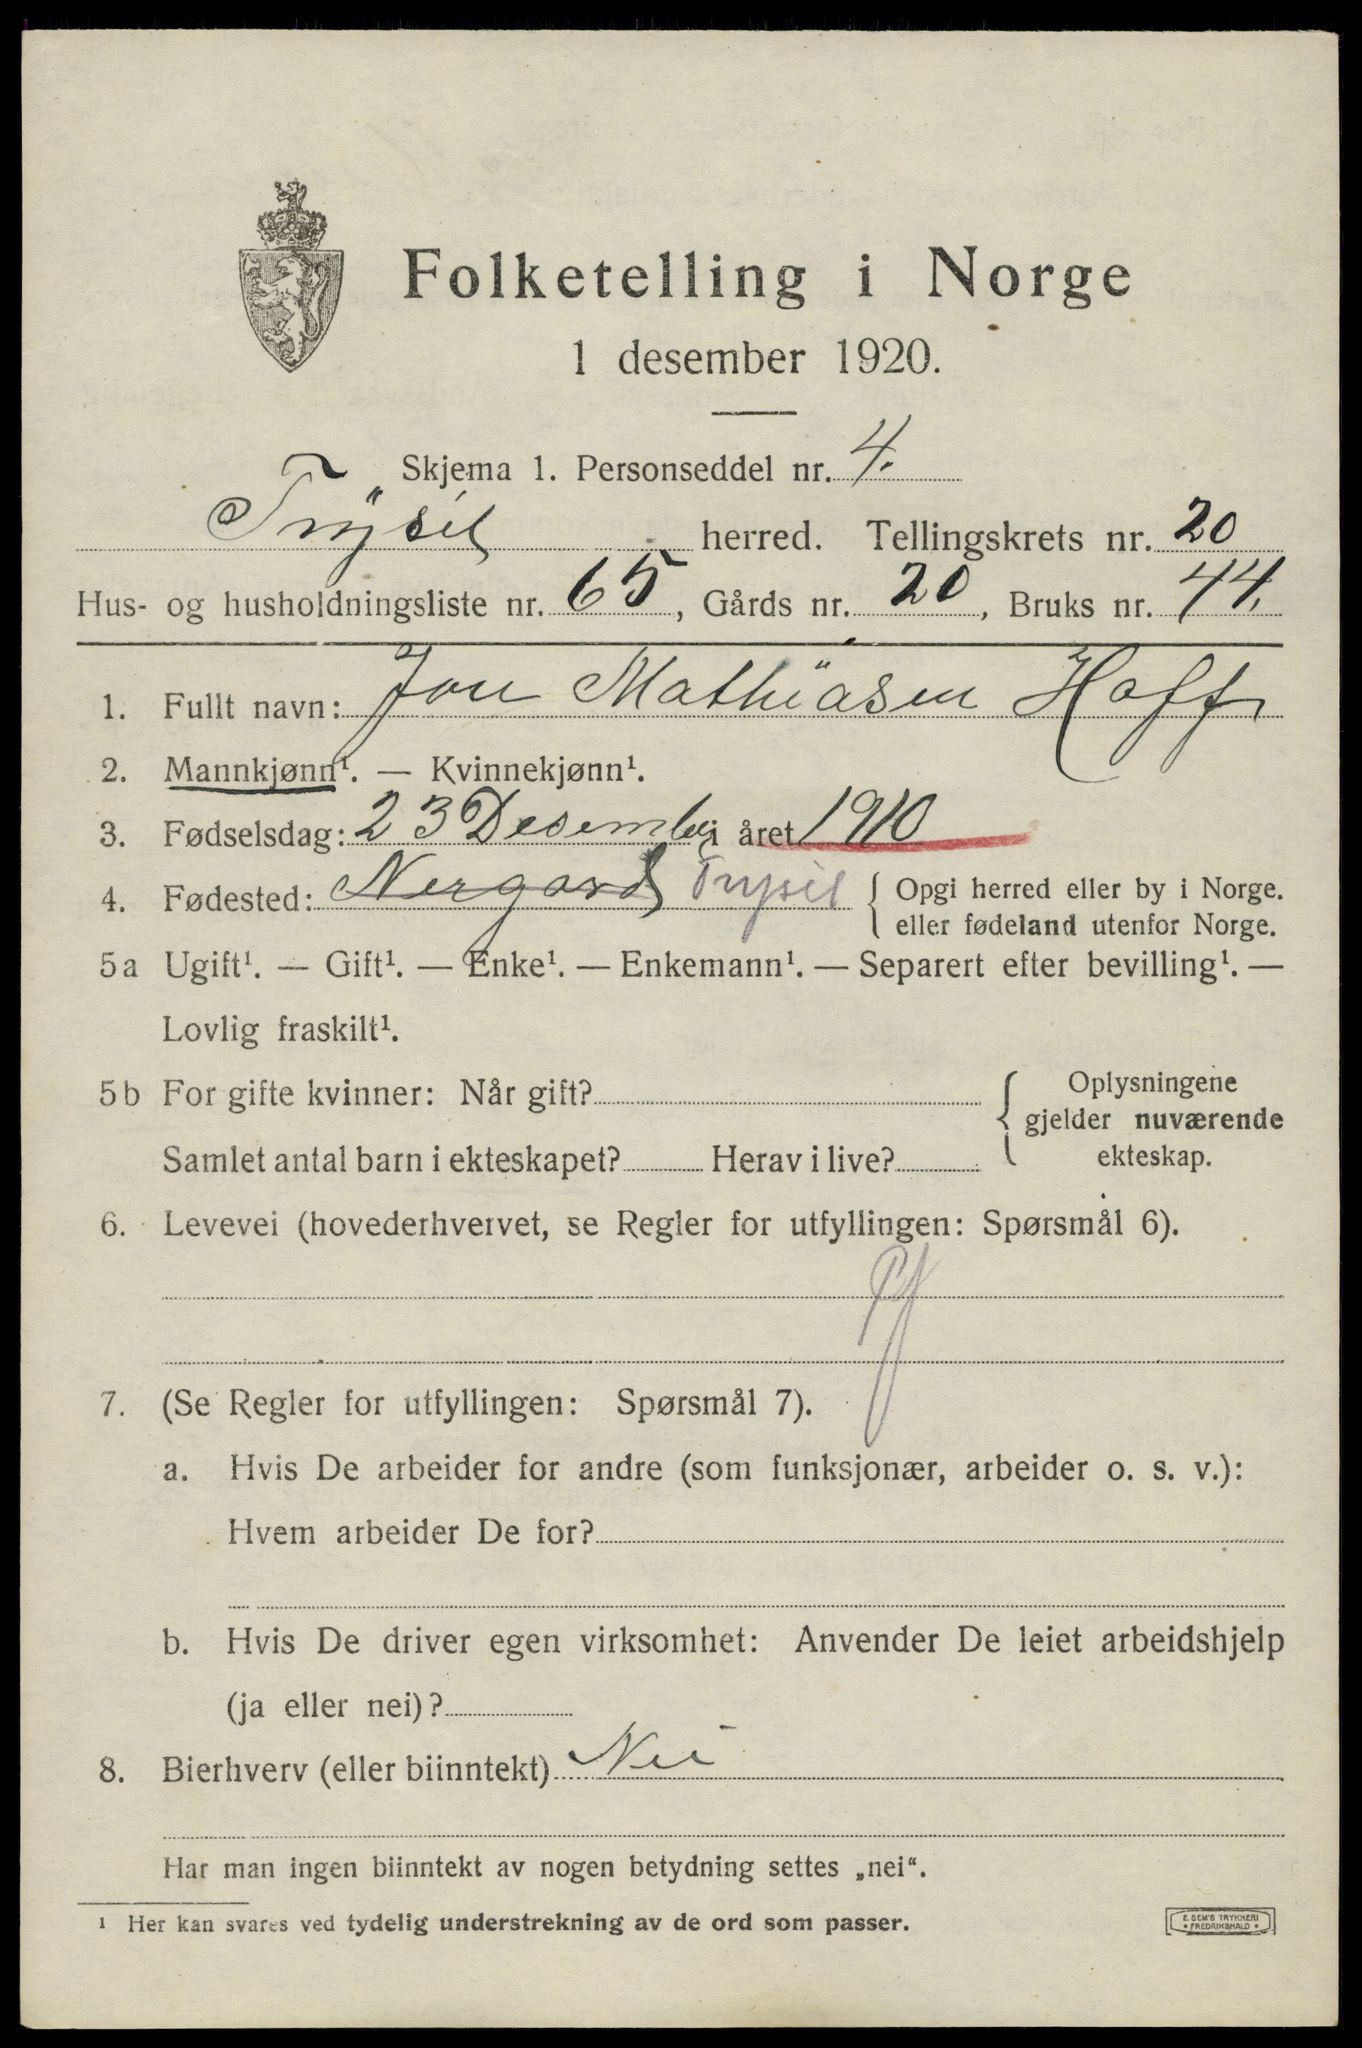 Folketelling i Norge
1 desember 1920.
Skjema 1. Personseddel nr. 4.
Trysil herred. Tellingskrets nr. 20
Hus- og husholdningsliste nr. 65, Gårds nr. 20, Bruks nr. 44.
1. Fullt navn: Jon Mathiasen Hoff
2. Mannkjønn¹. — Kvinnekjønn¹.
3. Fødselsdag: 23 Desember i året 1910
4. Fødested: Nergard Trysil { Opgi herred eller by i Norge.
eller fødeland utenfor Norge.
5a Ugift¹. — Gift¹. — Enke¹. — Enkemann¹. — Separert efter bevilling¹. —
Lovlig fraskilt¹.
5b For gifte kvinner: Når gift? { Oplysningene
gjelder nuværende
Samlet antal barn i ekteskapet? Herav i live? ekteskap.
6. Levevei (hovederhvervet, se Regler for utfyllingen: Spørsmål 6).
7. (Se Regler for utfyllingen: Spørsmål 7).
a. Hvis De arbeider for andre (som funksjonær, arbeider o. s. v.):
Hvem arbeider De for?
b. Hvis De driver egen virksomhet: Anvender De leiet arbeidshjelp
(ja eller nei)?
8. Bierhverv (eller biinntekt) Nei
Har man ingen biinntekt av nogen betydning settes „nei“.
¹ Her kan svares ved tydelig understrekning av de ord som passer.
E. SEM'S TRYKKERI
• FREDRIKSHALD •